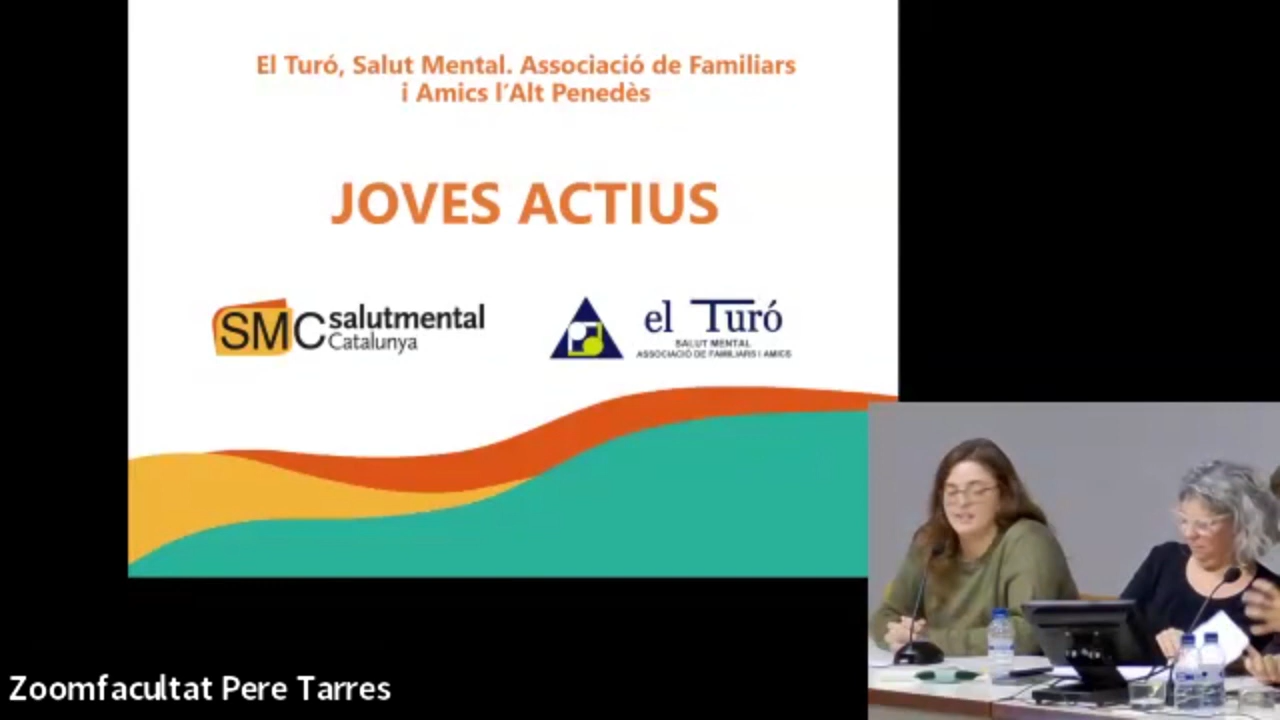 El Turó, Salut Mental. Associació de Familiars
i Amics l'Alt Penedès
JOVES ACTIUS
SMC salutmental
Catalunya
el Turó
SALUT MENTAL
ASSOCIACIÓ DE FAMILIARS I AMICS
Zoomfacultat Pere Tarres